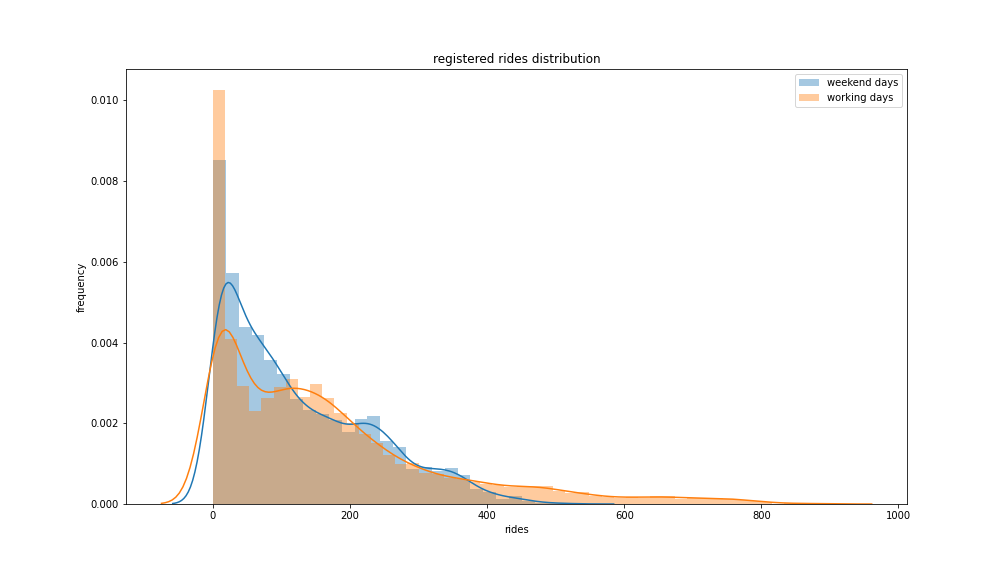 registered rides distribution
weekend days
working days
0.010
0.008
0.006
0.004
0.002
0.000
frequency
0 200 400 600 800 1000
rides